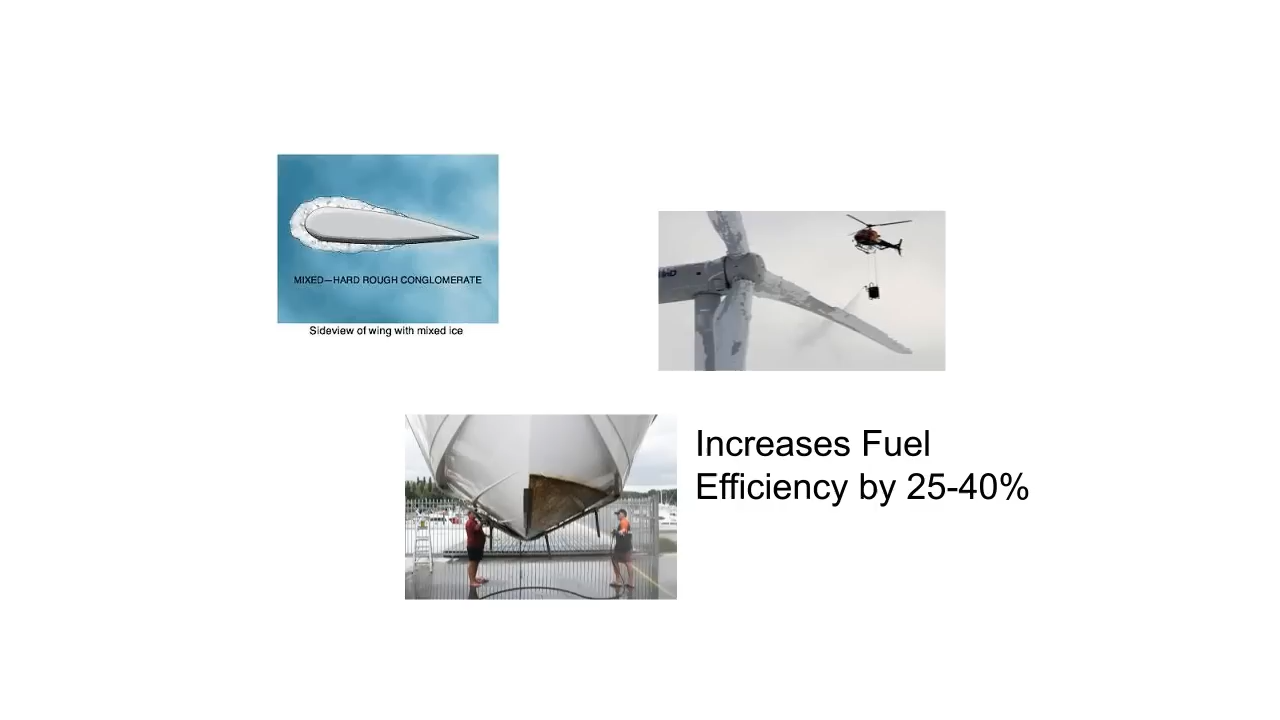 MIXED—HARD ROUGH CONGLOMERATE
Sideview of wing with mixed ice
Increases Fuel
Efficiency by 25-40%